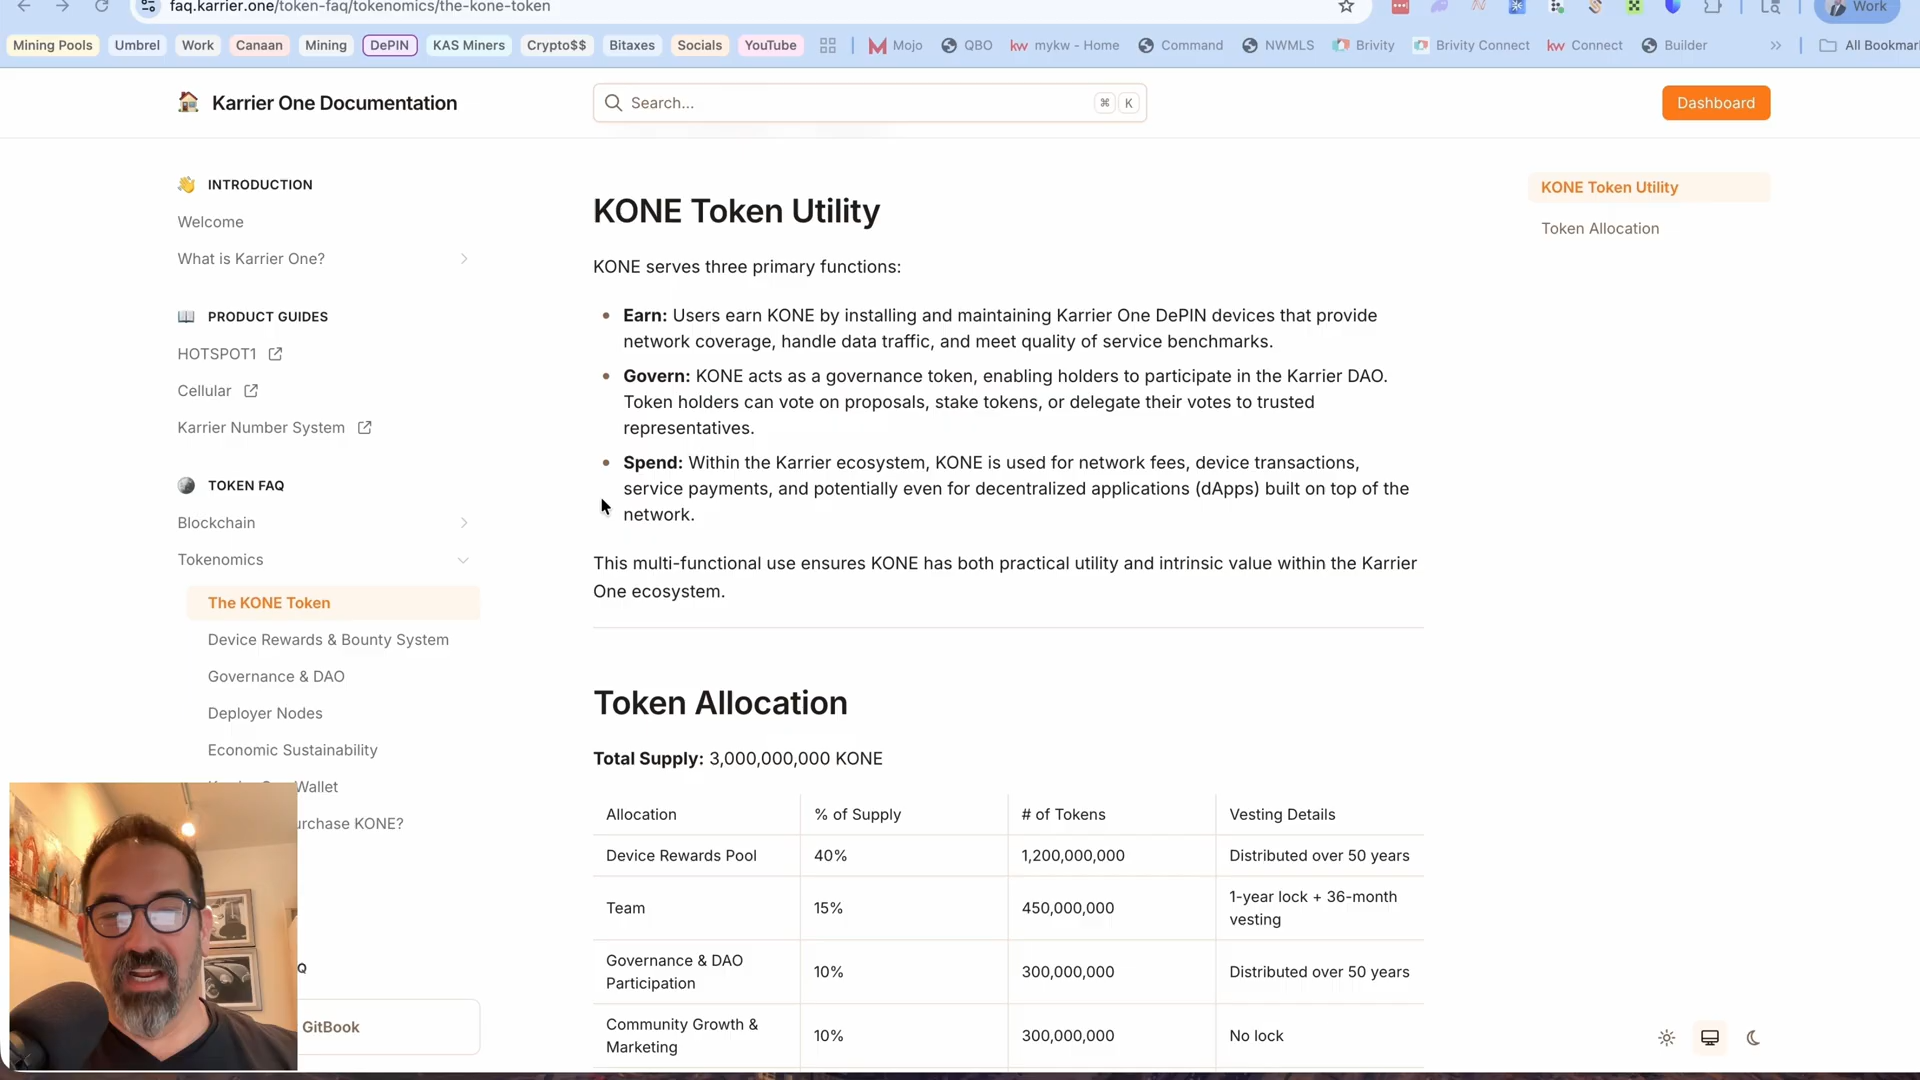 faq.karrier.one/token-faq/tokenomics/the-kone-token
Work
Mining Pools
Umbrel
Work
Canaan
Mining
DePIN
KAS Miners
Crypto$$
Bitaxes
Socials
YouTube
Mojo
QBO
kw mykw - Home
Command
NWMLS
Brivity
Brivity Connect
kw Connect
Builder
All Bookmar
Karrier One Documentation
Search...
⌘ K
Dashboard
INTRODUCTION
Welcome
What is Karrier One?
PRODUCT GUIDES
HOTSPOT1
Cellular
Karrier Number System
TOKEN FAQ
Blockchain
Tokenomics
The KONE Token
Device Rewards & Bounty System
Governance & DAO
Deployer Nodes
Economic Sustainability
Wallet
urchase KONE?
Q
GitBook
KONE Token Utility
KONE serves three primary functions:
• Earn: Users earn KONE by installing and maintaining Karrier One DePIN devices that provide
network coverage, handle data traffic, and meet quality of service benchmarks.
• Govern: KONE acts as a governance token, enabling holders to participate in the Karrier DAO.
Token holders can vote on proposals, stake tokens, or delegate their votes to trusted
representatives.
• Spend: Within the Karrier ecosystem, KONE is used for network fees, device transactions,
service payments, and potentially even for decentralized applications (dApps) built on top of the
network.
This multi-functional use ensures KONE has both practical utility and intrinsic value within the Karrier
One ecosystem.
Token Allocation
Total Supply: 3,000,000,000 KONE
Allocation % of Supply # of Tokens Vesting Details
Device Rewards Pool 40% 1,200,000,000 Distributed over 50 years
Team 15% 450,000,000 1-year lock + 36-month
vesting
Governance & DAO
Participation 10% 300,000,000 Distributed over 50 years
Community Growth &
Marketing 10% 300,000,000 No lock
KONE Token Utility
Token Allocation